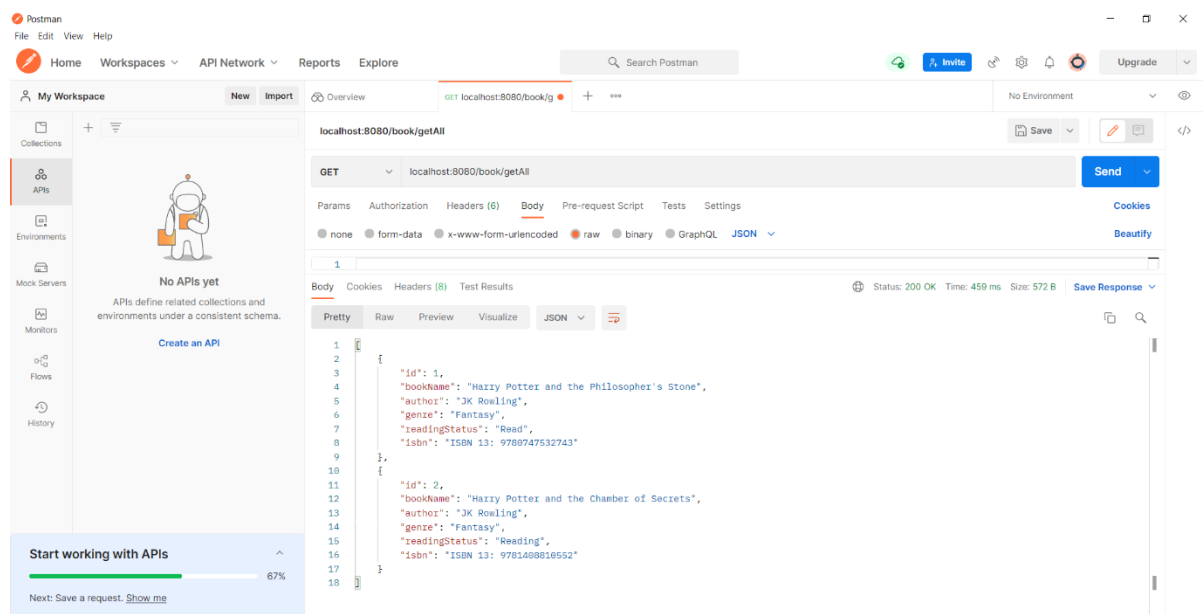 Postman
File Edit View Help
Home Workspaces API Network Reports Explore Search Postman Invite Upgrade
My Workspace New Import Overview GET localhost:8080/book/g No Environment
Collections
APIs
Environments
Mock Servers
Monitors
Flows
History
No APIs yet
APIs define related collections and
environments under a consistent schema.
Create an API
Start working with APIs
67%
Next: Save a request. Show me
localhost:8080/book/getAll Save
GET localhost:8080/book/getAll Send
Params Authorization Headers (6) Body Pre-request Script Tests Settings Cookies
none form-data x-www-form-urlencoded raw binary GraphQL JSON Beautify
1
Body Cookies Headers (8) Test Results Status: 200 OK Time: 459 ms Size: 572 B Save Response
Pretty Raw Preview Visualize JSON
1 [
2 {
3 "id": 1,
4 "bookName": "Harry Potter and the Philosopher's Stone",
5 "author": "JK Rowling",
6 "genre": "Fantasy",
7 "readingStatus": "Read",
8 "isbn": "ISBN 13: 9780747532743"
9 },
10 {
11 "id": 2,
12 "bookName": "Harry Potter and the Chamber of Secrets",
13 "author": "JK Rowling",
14 "genre": "Fantasy",
15 "readingStatus": "Reading",
16 "isbn": "ISBN 13: 9781408810552"
17 }
18 ]